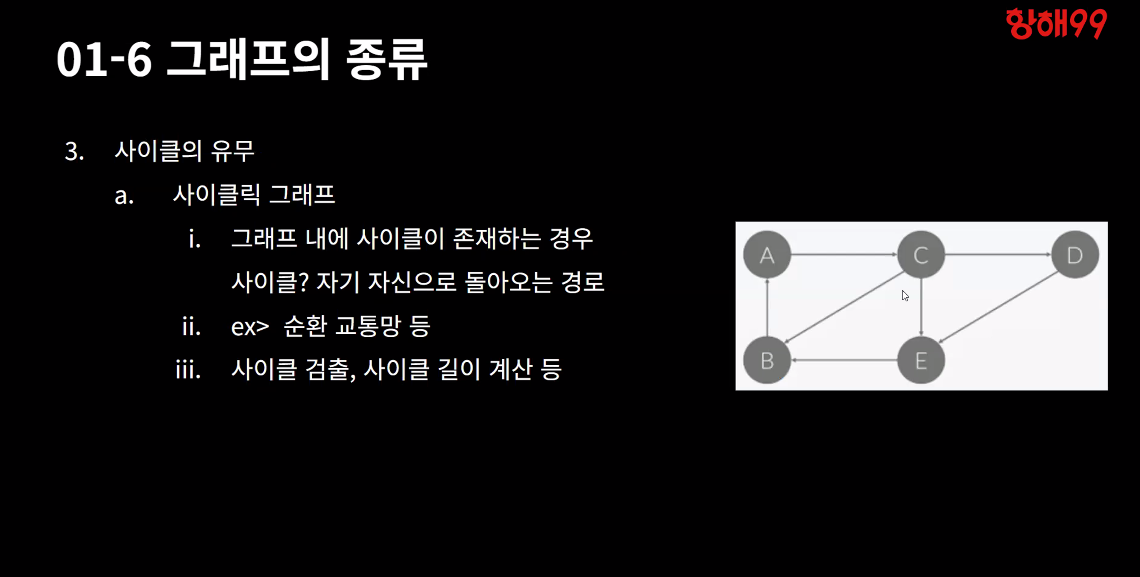 항해99
01-6 그래프의 종류
3. 사이클의 유무
a. 사이클릭 그래프
i. 그래프 내에 사이클이 존재하는 경우
사이클? 자기 자신으로 돌아오는 경로
ii. ex> 순환 교통망 등
iii. 사이클 검출, 사이클 길이 계산 등
A C D
B E